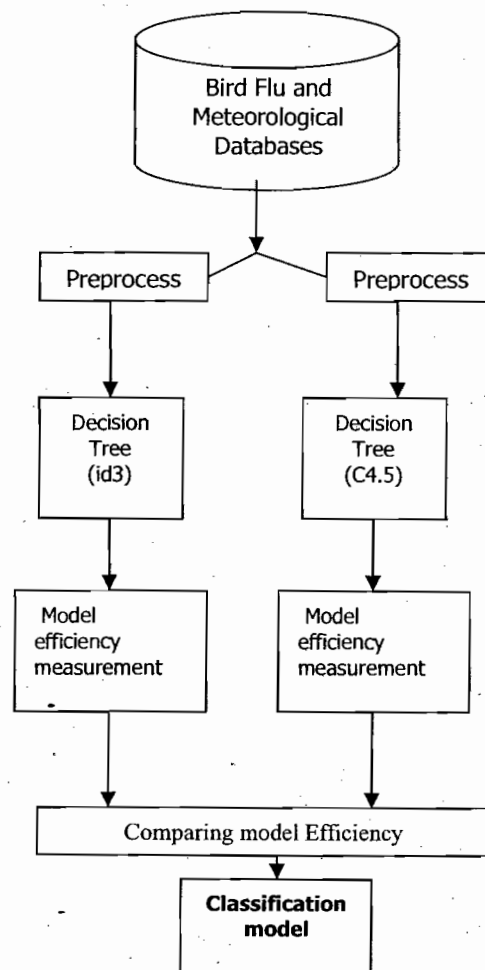 Bird Flu and
Meteorological
Databases
Preprocess
Preprocess
Decision
Tree
(id3)
Decision
Tree
(C4.5)
Model
efficiency
measurement
Model
efficiency
measurement
Comparing model Efficiency
Classification
model